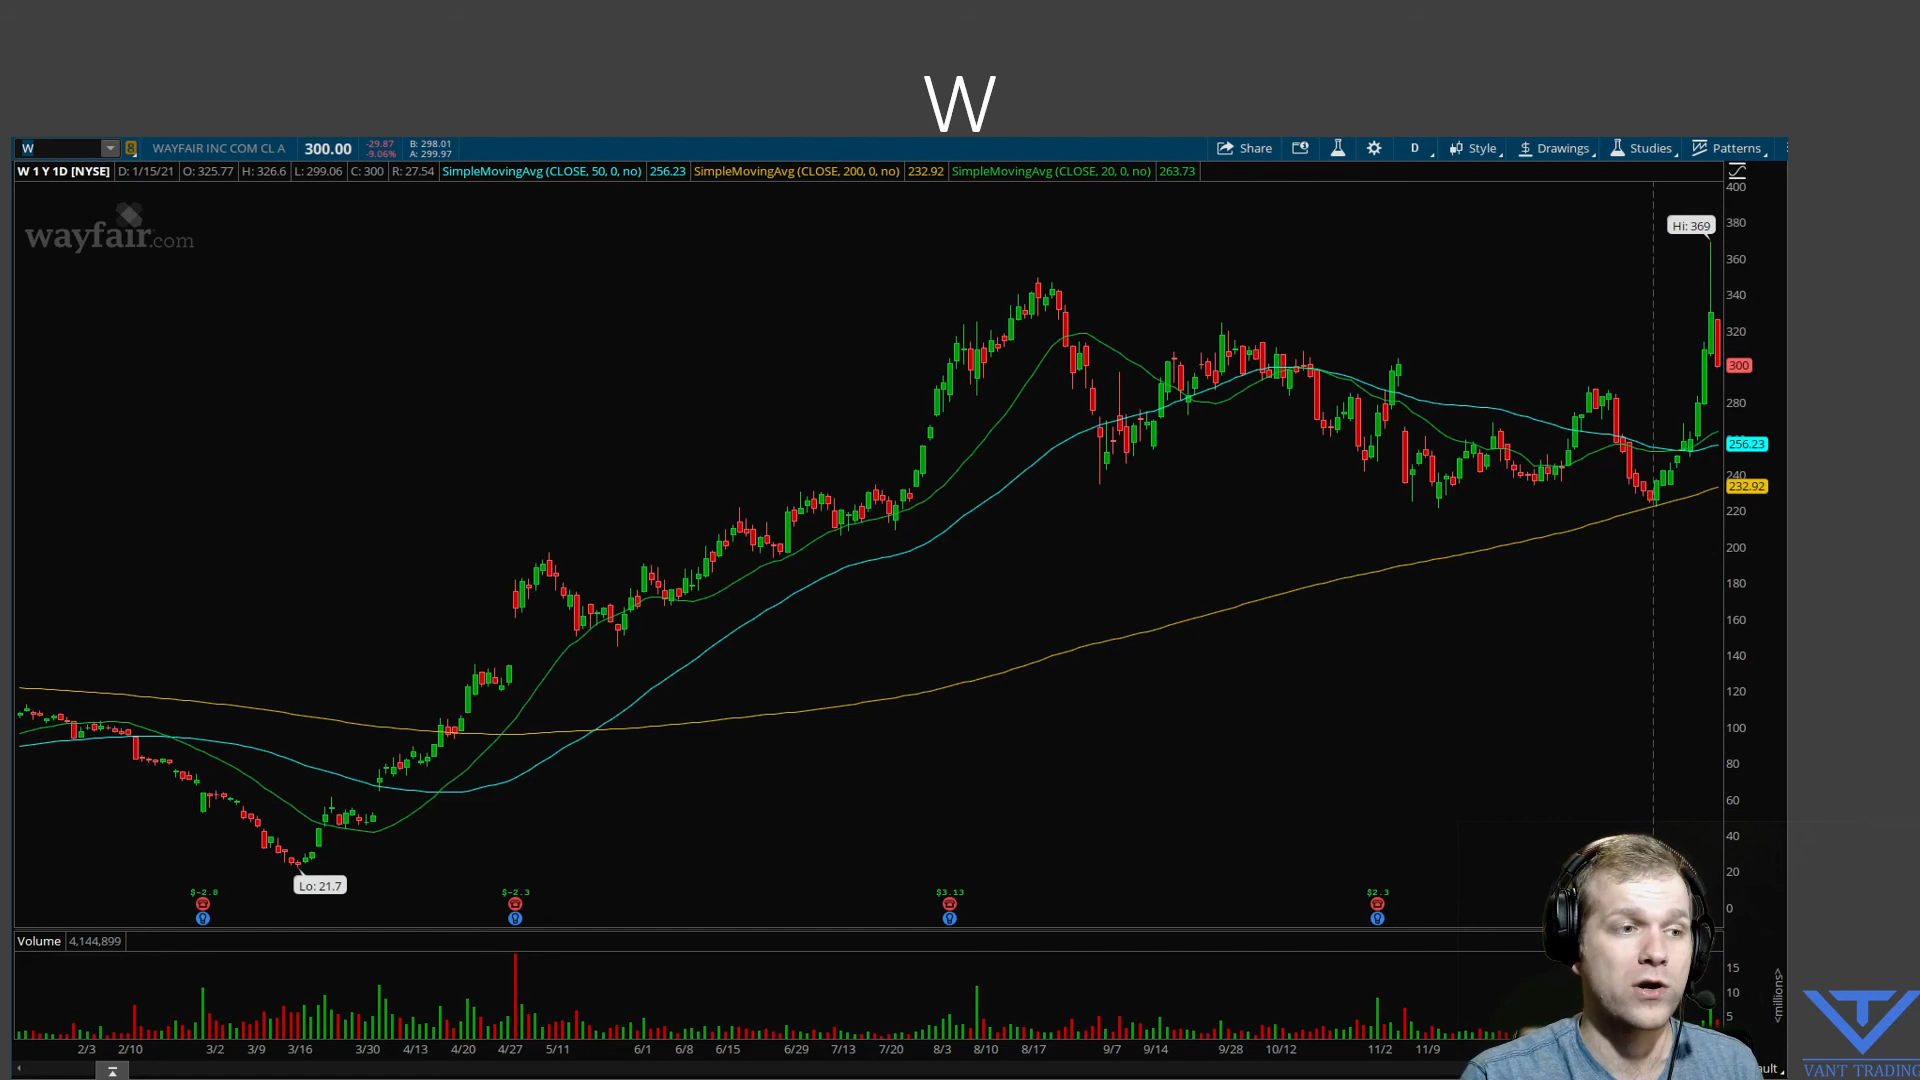 W
W
8
WAYFAIR INC COM CL A
300.00
-29.87
-9.06%
B: 298.01
A: 299.97
Share
D
Style
Drawings
Studies
Patterns
W 1 Y 1D [NYSE] D: 1/15/21 O: 325.77 H: 326.6 L: 299.06 C: 300 R: 27.54 SimpleMovingAvg (CLOSE, 50, 0, no) 256.23 SimpleMovingAvg (CLOSE, 200, 0, no) 232.92 SimpleMovingAvg (CLOSE, 20, 0, no) 263.73
wayfair.com
Hi: 369
400
380
360
340
320
300
280
256.23
240
232.92
220
200
180
160
140
120
100
80
60
40
20
0
Lo: 21.7
$-2.8
$-2.3
$3.13
$2.3
Volume 4,144,899
15
10
5
<millions>
2/3 2/10 3/2 3/9 3/16 3/30 4/13 4/20 4/27 5/11 6/1 6/8 6/15 6/29 7/13 7/20 8/3 8/10 8/17 9/7 9/14 9/28 10/12 11/2 11/9
ault
VANT TRADING